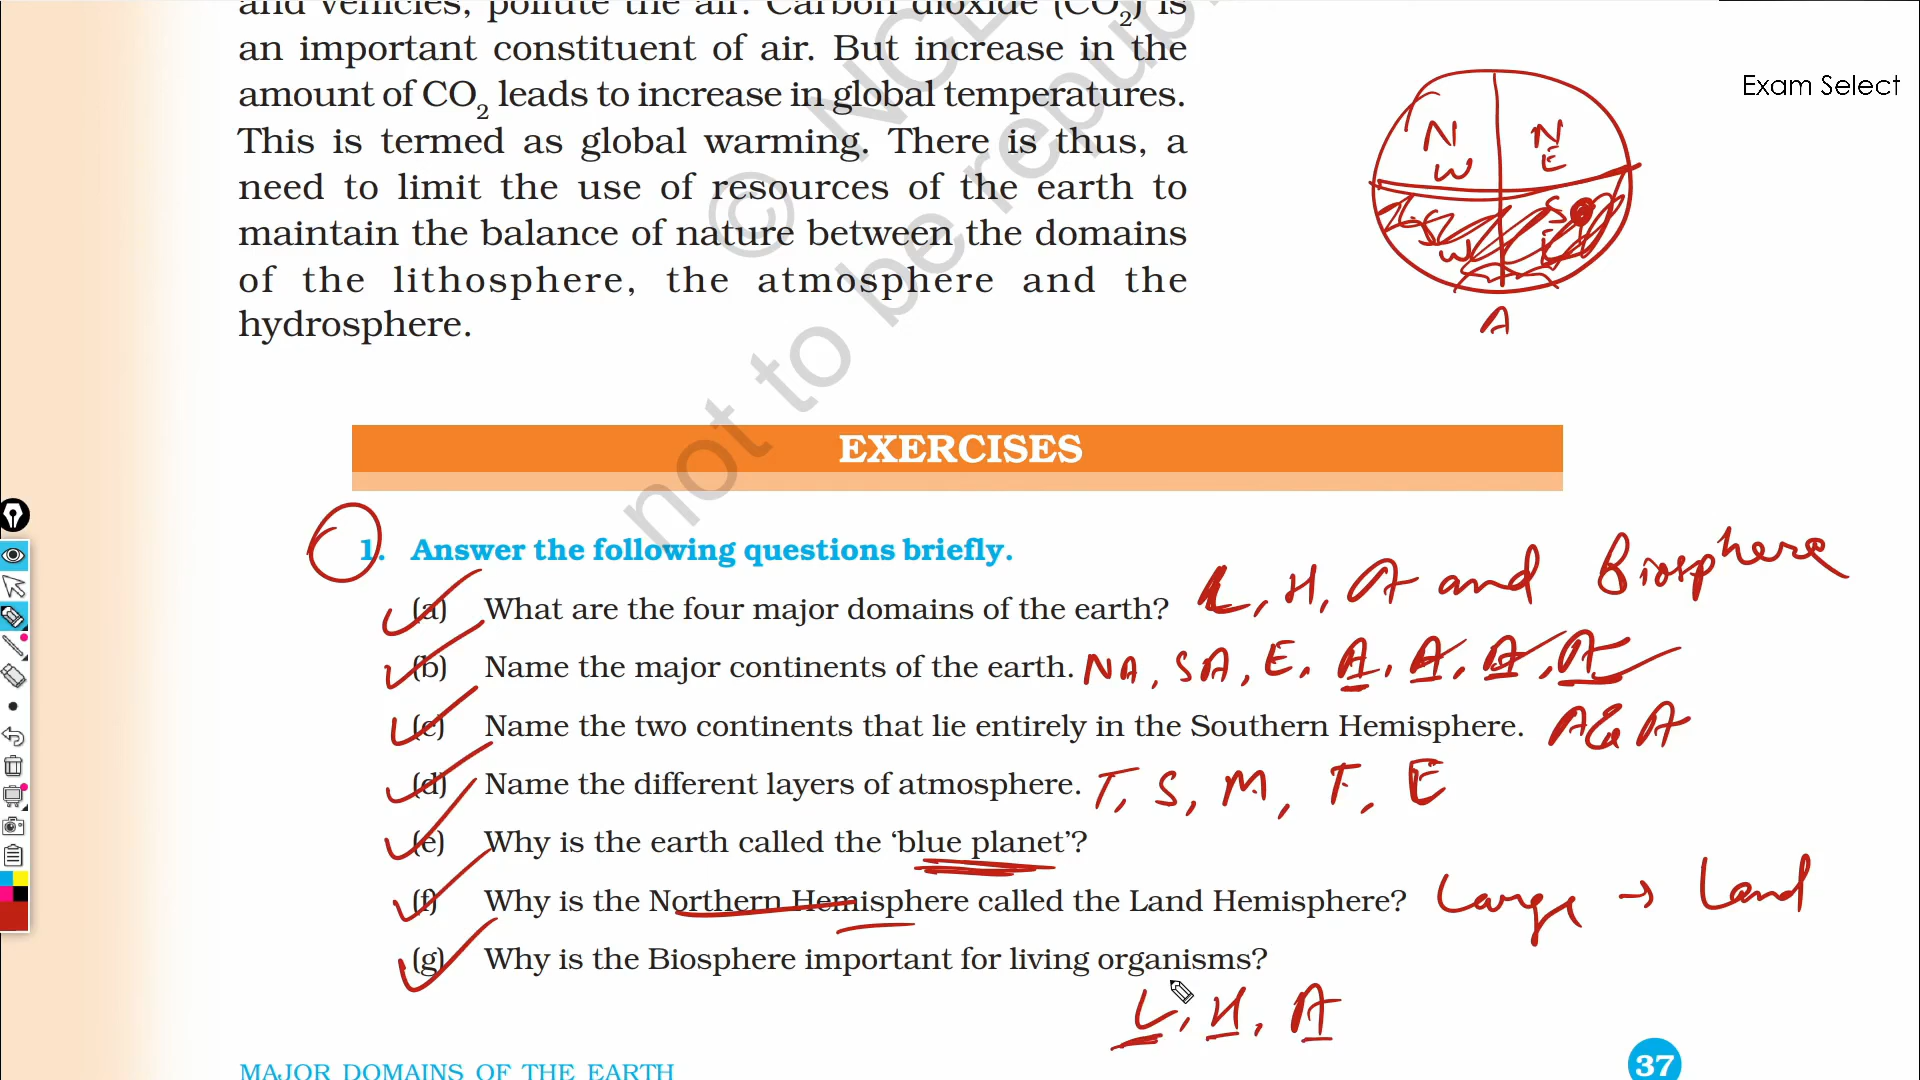 and vehicles, pollute the air. Carbon dioxide (CO2) is
an important constituent of air. But increase in the
amount of CO2 leads to increase in global temperatures.
This is termed as global warming. There is thus, a
need to limit the use of resources of the earth to
maintain the balance of nature between the domains
of the lithosphere, the atmosphere and the
hydrosphere.
© NCE
not to be republ
Exam Select
N N
W E
S S
W E
A
EXERCISES
1. Answer the following questions briefly.
(a) What are the four major domains of the earth? L, H, A and Biosphere
(b) Name the major continents of the earth. NA, SA, E, A, A, A, A
(c) Name the two continents that lie entirely in the Southern Hemisphere. A & A
(d) Name the different layers of atmosphere. T, S, M, T, E
(e) Why is the earth called the ‘blue planet’?
(f) Why is the Northern Hemisphere called the Land Hemisphere? Large → Land
(g) Why is the Biosphere important for living organisms?
L, H, A
MAJOR DOMAINS OF THE EARTH
37